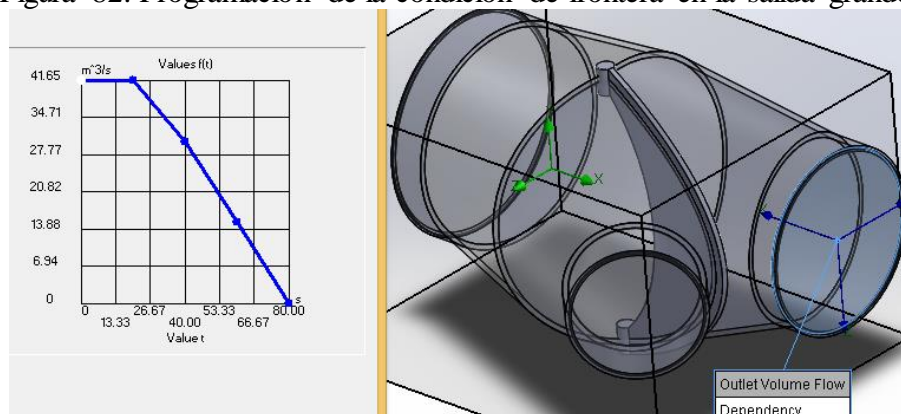 Figura 82. Programación de la condición de frontera en la salida grande
Values f(t)
m^3/s
41.65
34.71
27.77
20.82
13.88
6.94
0
0 26.67 53.33 80.00 s
13.33 40.00 66.67
Value t
X
Outlet Volume Flow
Dependency